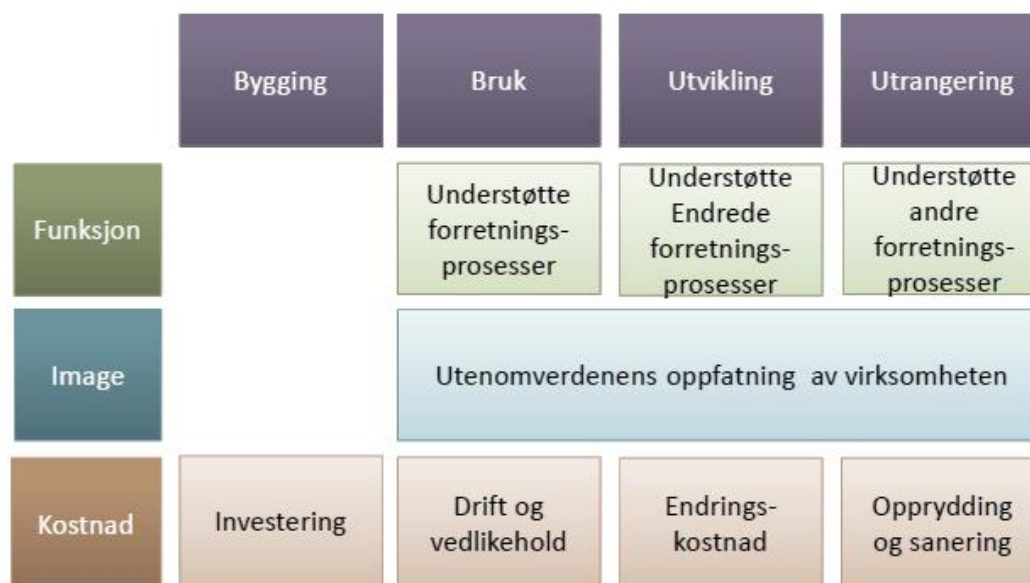 Bygging
Bruk
Utvikling
Utrangering
Funksjon
Understøtte
forretnings-
prosesser
Understøtte
Endrede
forretnings-
prosesser
Understøtte
andre
forretnings-
prosesser
Image
Utenomverdenens oppfatning av virksomheten
Kostnad
Investering
Drift og
vedlikehold
Endrings-
kostnad
Opprydding
og sanering